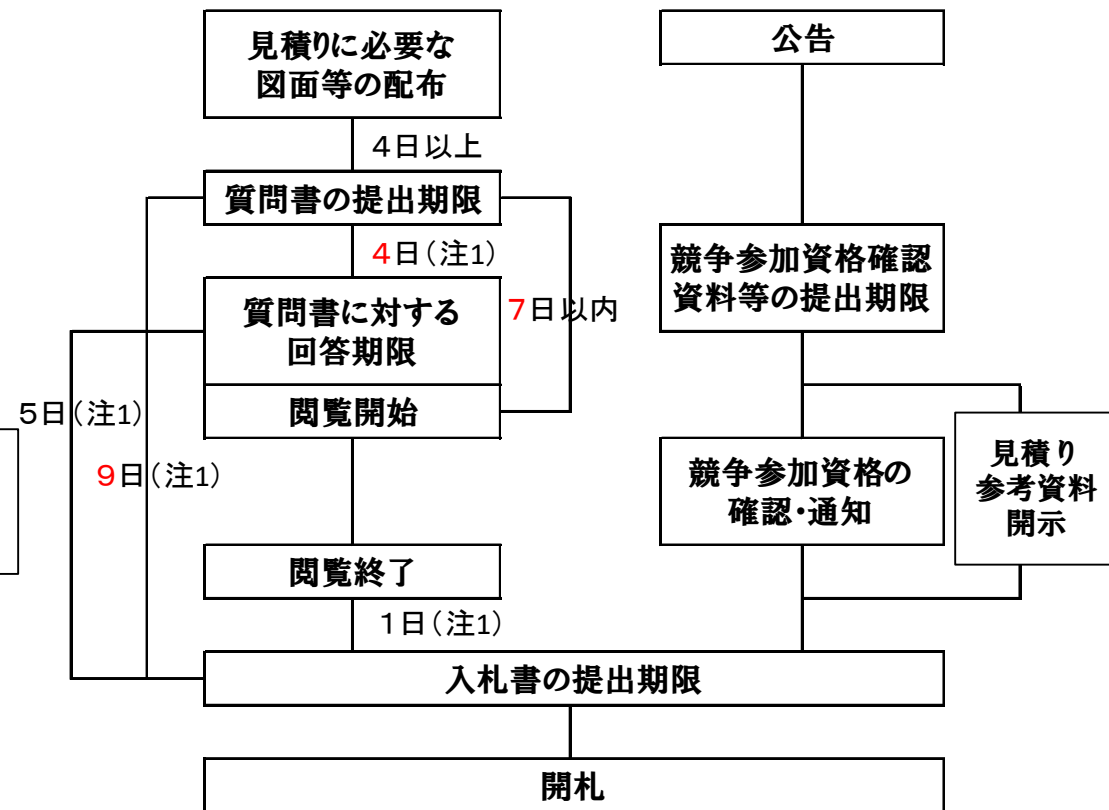 見積りに必要な
図面等の配布
4日以上
質問書の提出期限
4日(注1)
質問書に対する
回答期限
7日以内
閲覧開始
5日(注1)
9日(注1)
閲覧終了
1日(注1)
公告
競争参加資格確認
資料等の提出期限
競争参加資格の
確認・通知
見積り
参考資料
開示
入札書の提出期限
開札